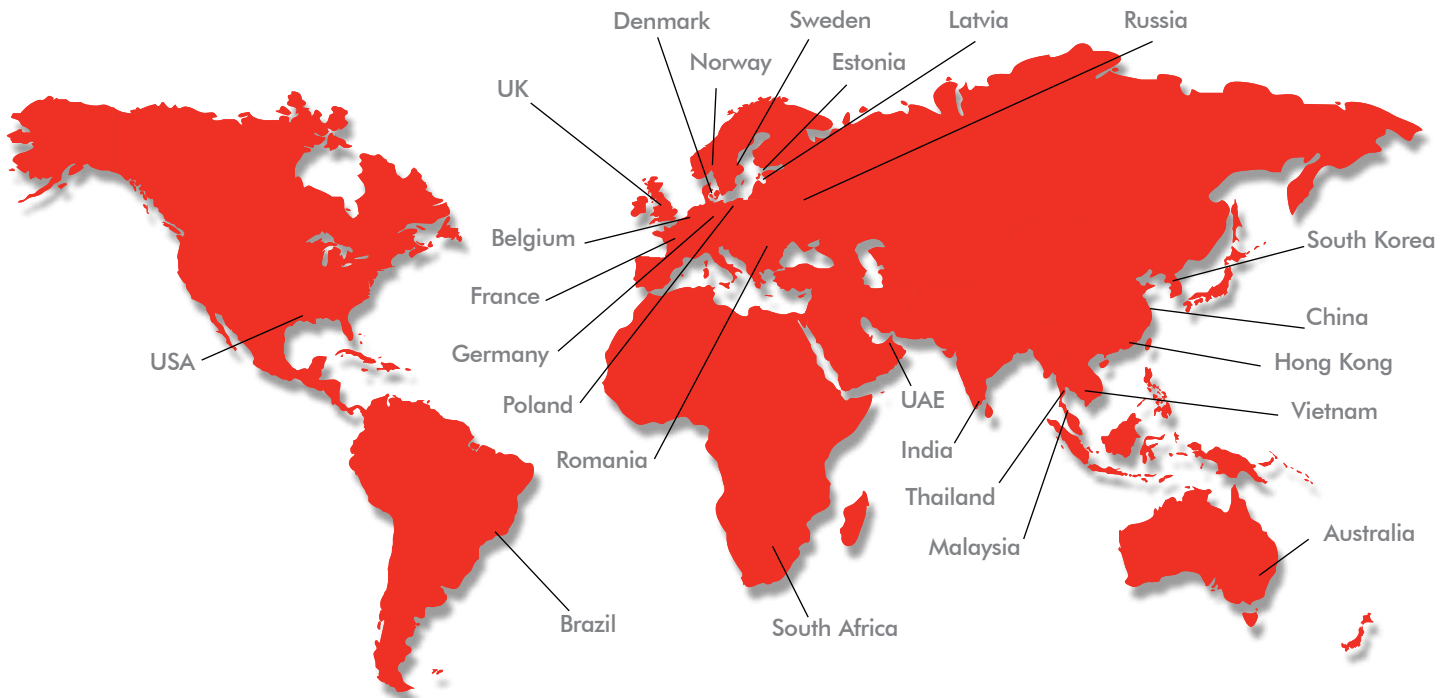 Denmark
Sweden
Latvia
Russia
Norway
Estonia
UK
Belgium
South Korea
France
China
USA
Germany
Hong Kong
Poland
UAE
Vietnam
Romania
India
Thailand
Malaysia
Australia
Brazil
South Africa